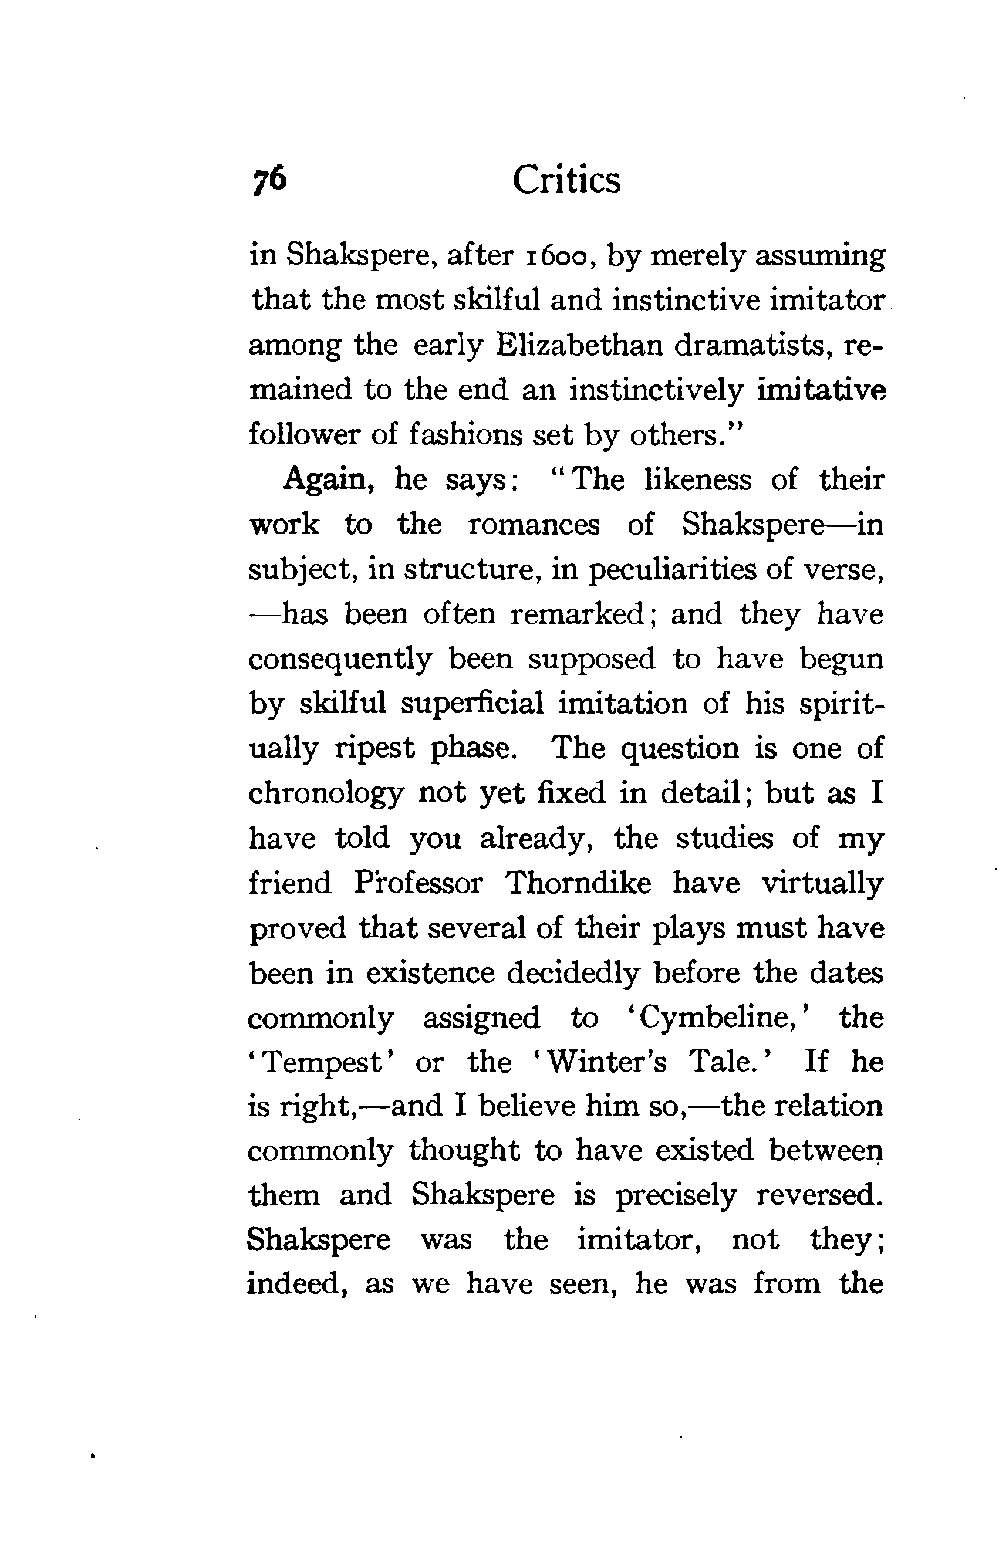 76 Critics
in Shakspere, after 1600, by merely assuming
that the most skilful and instinctive imitator
among the early Elizabethan dramatists, re-
mained to the end an instinctively imitative
follower of fashions set by others."
Again, he says: "The likeness of their
work to the romances of Shakspere—in
subject, in structure, in peculiarities of verse,
—has been often remarked; and they have
consequently been supposed to have begun
by skilful superficial imitation of his spirit-
ually ripest phase. The question is one of
chronology not yet fixed in detail; but as I
have told you already, the studies of my
friend Professor Thorndike have virtually
proved that several of their plays must have
been in existence decidedly before the dates
commonly assigned to 'Cymbeline,' the
'Tempest' or the 'Winter's Tale.' If he
is right,—and I believe him so,—the relation
commonly thought to have existed between
them and Shakspere is precisely reversed.
Shakspere was the imitator, not they;
indeed, as we have seen, he was from the